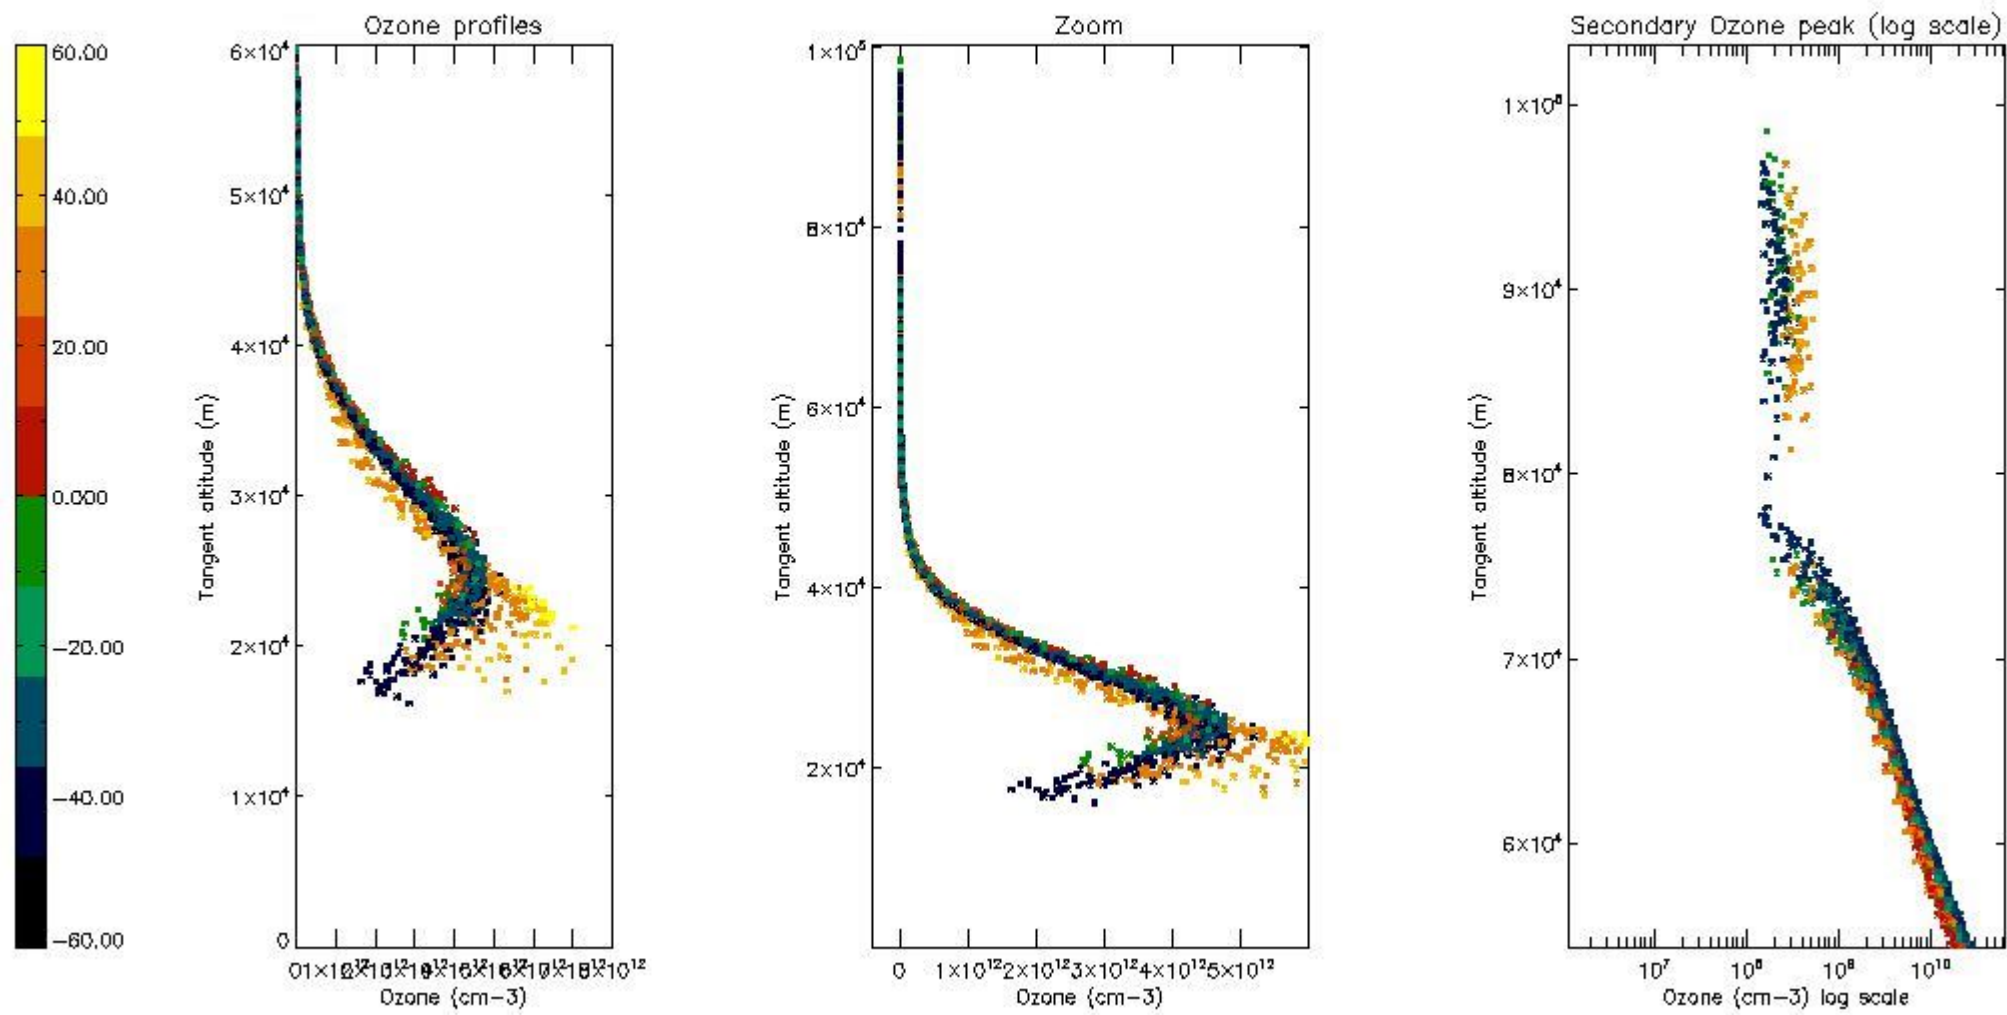 Ozone profiles
Zoom
Secondary Ozone peak (log scale)
60.00
40.00
20.00
0.00
−20.00
−40.00
−60.00
6×10⁴
5×10⁴
4×10⁴
3×10⁴
2×10⁴
1×10⁴
0
Tangent altitude (m)
Ozone (cm−3)
1×10⁵
8×10⁴
6×10⁴
4×10⁴
2×10⁴
Tangent altitude (m)
0 1×10¹² 2×10¹² 3×10¹² 4×10¹² 5×10¹²
Ozone (cm−3)
9×10⁴
8×10⁴
7×10⁴
6×10⁴
Tangent altitude (m)
10⁷ 10⁹ 10¹⁰
Ozone (cm−3) log scale